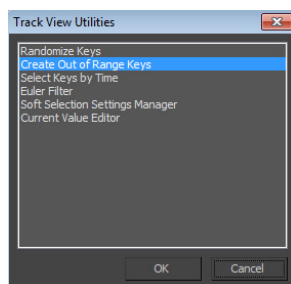 Track View Utilities
Randomize Keys
Create Out of Range Keys
Select Keys by Time
Euler Filter
Soft Selection Settings Manager
Current Value Editor
OK
Cancel